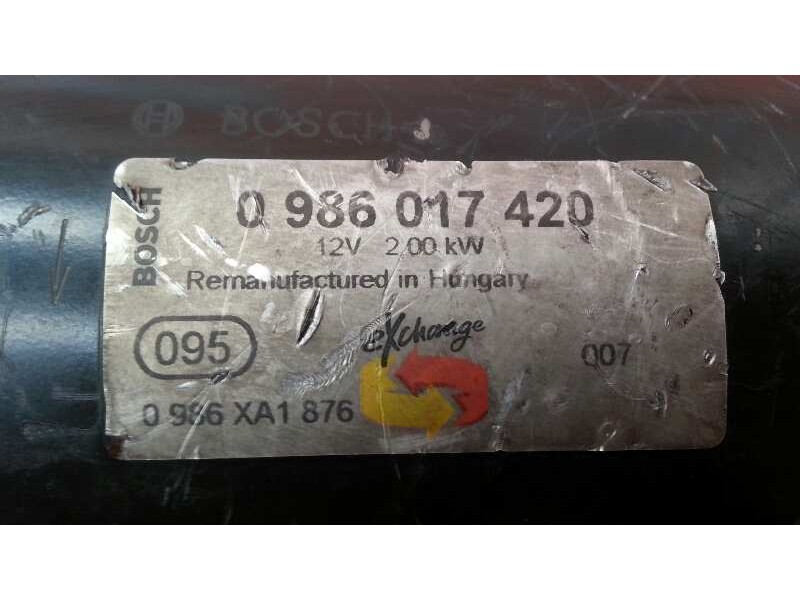 BOSCH
BOSCH
0 986 017 420
12V 2.00 kW
Remanufactured in Hungary
eXchange
095
007
0 986 XA1 876